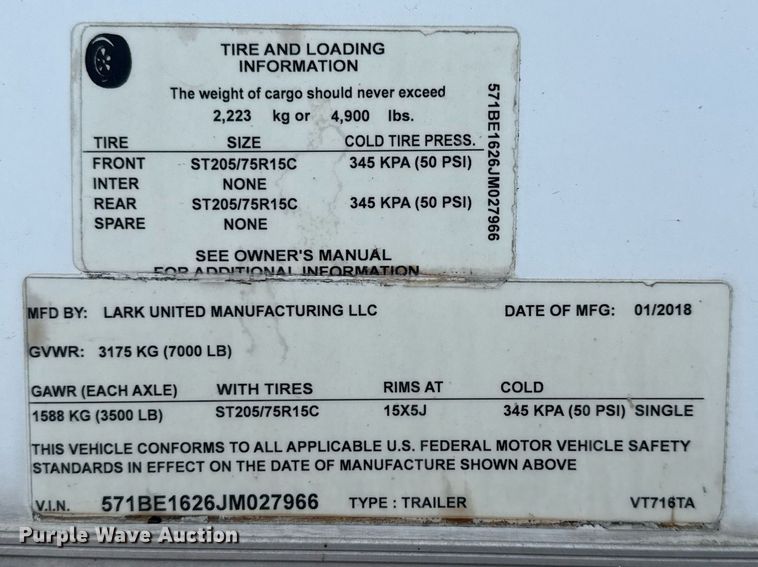 TIRE AND LOADING
INFORMATION
The weight of cargo should never exceed
2,223 kg or 4,900 lbs.
TIRE SIZE COLD TIRE PRESS.
FRONT ST205/75R15C 345 KPA (50 PSI)
INTER NONE
REAR ST205/75R15C 345 KPA (50 PSI)
SPARE NONE
SEE OWNER'S MANUAL
FOR ADDITIONAL INFORMATION
571BE1626JM027966
MFD BY: LARK UNITED MANUFACTURING LLC DATE OF MFG: 01/2018
GVWR: 3175 KG (7000 LB)
GAWR (EACH AXLE) WITH TIRES RIMS AT COLD
1588 KG (3500 LB) ST205/75R15C 15X5J 345 KPA (50 PSI) SINGLE
THIS VEHICLE CONFORMS TO ALL APPLICABLE U.S. FEDERAL MOTOR VEHICLE SAFETY
STANDARDS IN EFFECT ON THE DATE OF MANUFACTURE SHOWN ABOVE
V.I.N. 571BE1626JM027966 TYPE : TRAILER VT716TA
Purple Wave Auction